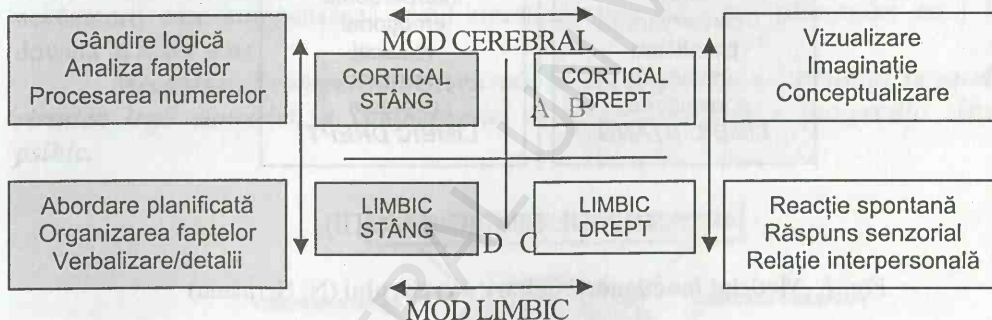 MOD CEREBRAL
Gândire logică
Analiza faptelor
Procesarea numerelor
CORTICAL
STÂNG
CORTICAL
DREPT
A B
Vizualizare
Imaginație
Conceptualizare
Abordare planificată
Organizarea faptelor
Verbalizare/detalii
LIMBIC
STÂNG
LIMBIC
DREPT
D C
Reacție spontană
Răspuns senzorial
Relație interpersonală
MOD LIMBIC